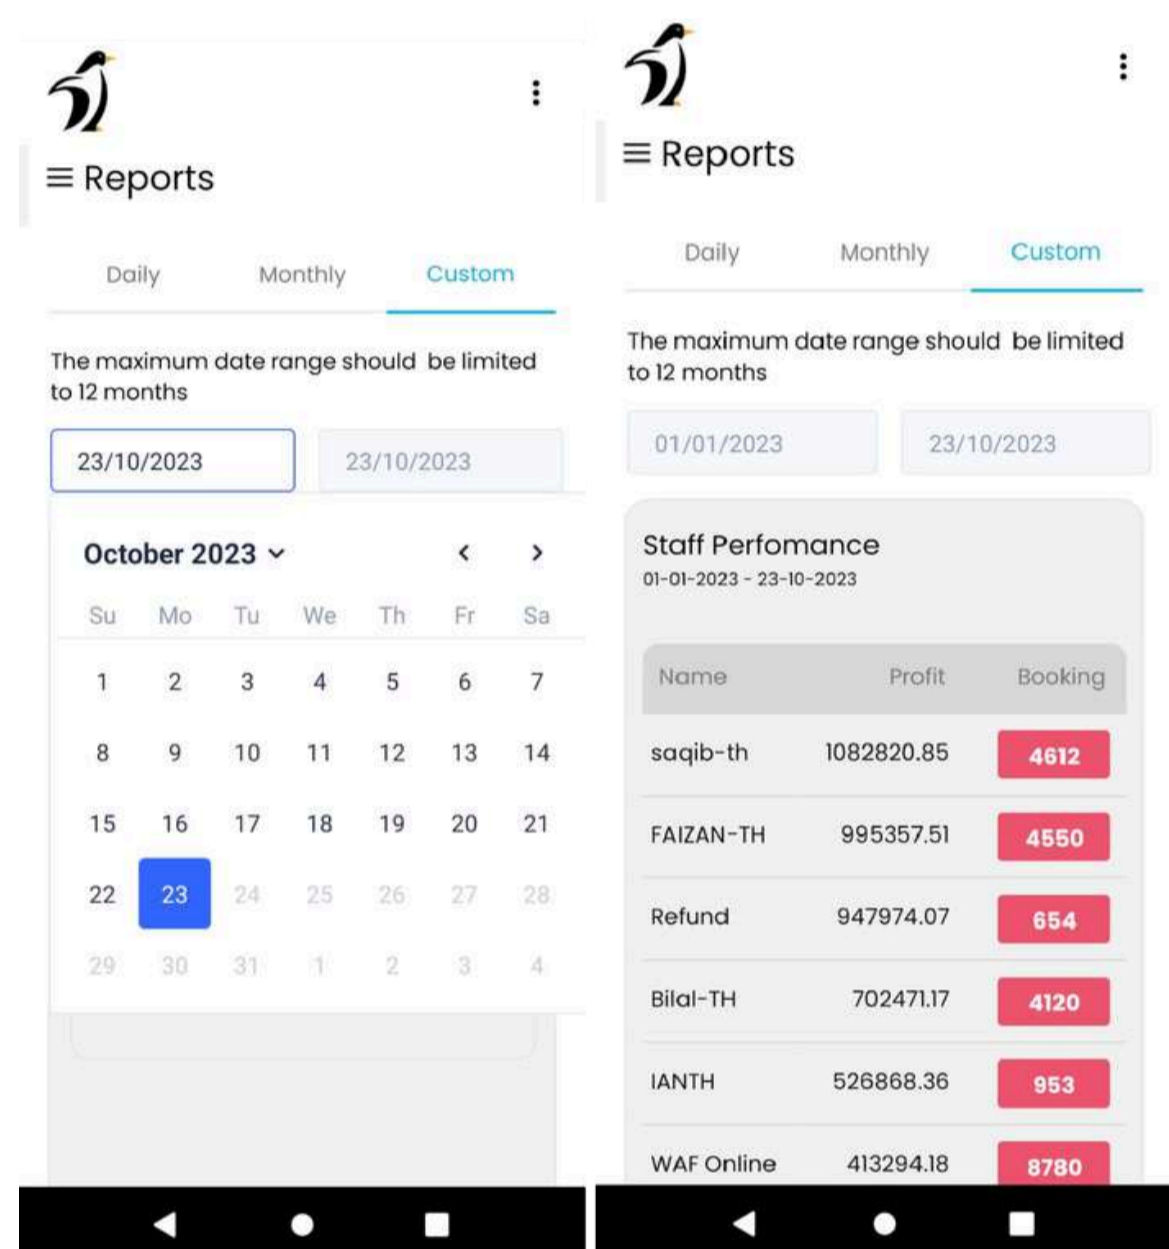 Reports
Daily Monthly Custom
The maximum date range should be limited
to 12 months
23/10/2023 23/10/2023
October 2023
Su Mo Tu We Th Fr Sa
1 2 3 4 5 6 7
8 9 10 11 12 13 14
15 16 17 18 19 20 21
22 23 24 25 26 27 28
29 30 31 1 2 3 4
Reports
Daily Monthly Custom
The maximum date range should be limited
to 12 months
01/01/2023 23/10/2023
Staff Perfomance
01-01-2023 - 23-10-2023
Name Profit Booking
saqib-th 1082820.85 4612
FAIZAN-TH 995357.51 4550
Refund 947974.07 654
Bilal-TH 702471.17 4120
IANTH 526868.36 953
WAF Online 413294.18 8780